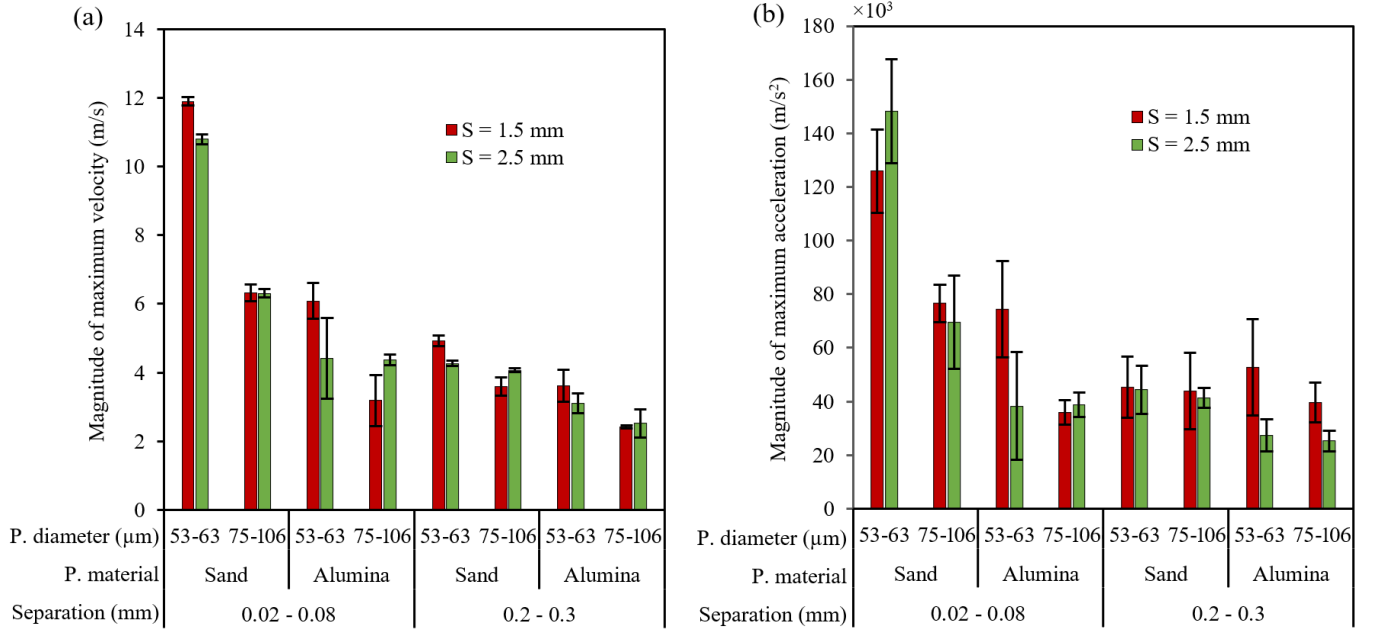 (a)
Magnitude of maximum velocity (m/s)
14
12
10
8
6
4
2
0
S = 1.5 mm
S = 2.5 mm
P. diameter (µm) 53-63 75-106 53-63 75-106 53-63 75-106 53-63 75-106
P. material Sand Alumina Sand Alumina
Separation (mm) 0.02 - 0.08 0.2 - 0.3
(b)
×10³
Magnitude of maximum acceleration (m/s²)
180
160
140
120
100
80
60
40
20
0
S = 1.5 mm
S = 2.5 mm
P. diameter (µm) 53-63 75-106 53-63 75-106 53-63 75-106 53-63 75-106
P. material Sand Alumina Sand Alumina
Separation (mm) 0.02 - 0.08 0.2 - 0.3